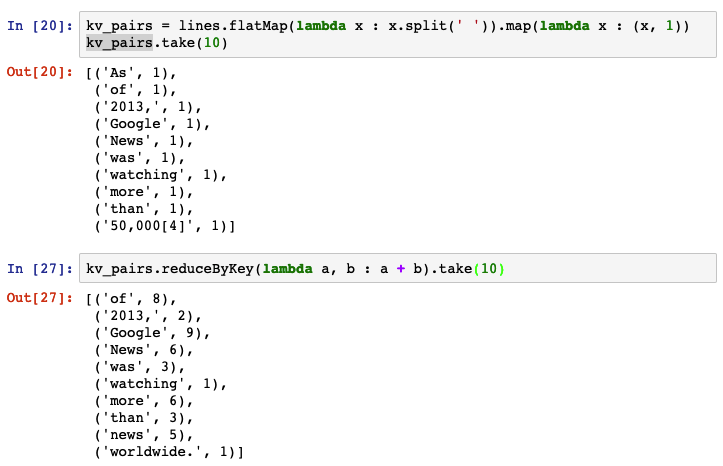 In [20]: kv_pairs = lines.flatMap(lambda x : x.split(' ')).map(lambda x : (x, 1))
kv_pairs.take(10)
Out[20]: [('As', 1),
('of', 1),
('2013,', 1),
('Google', 1),
('News', 1),
('was', 1),
('watching', 1),
('more', 1),
('than', 1),
('50,000[4]', 1)]
In [27]: kv_pairs.reduceByKey(lambda a, b : a + b).take(10)
Out[27]: [('of', 8),
('2013,', 2),
('Google', 9),
('News', 6),
('was', 3),
('watching', 1),
('more', 6),
('than', 3),
('news', 5),
('worldwide.', 1)]